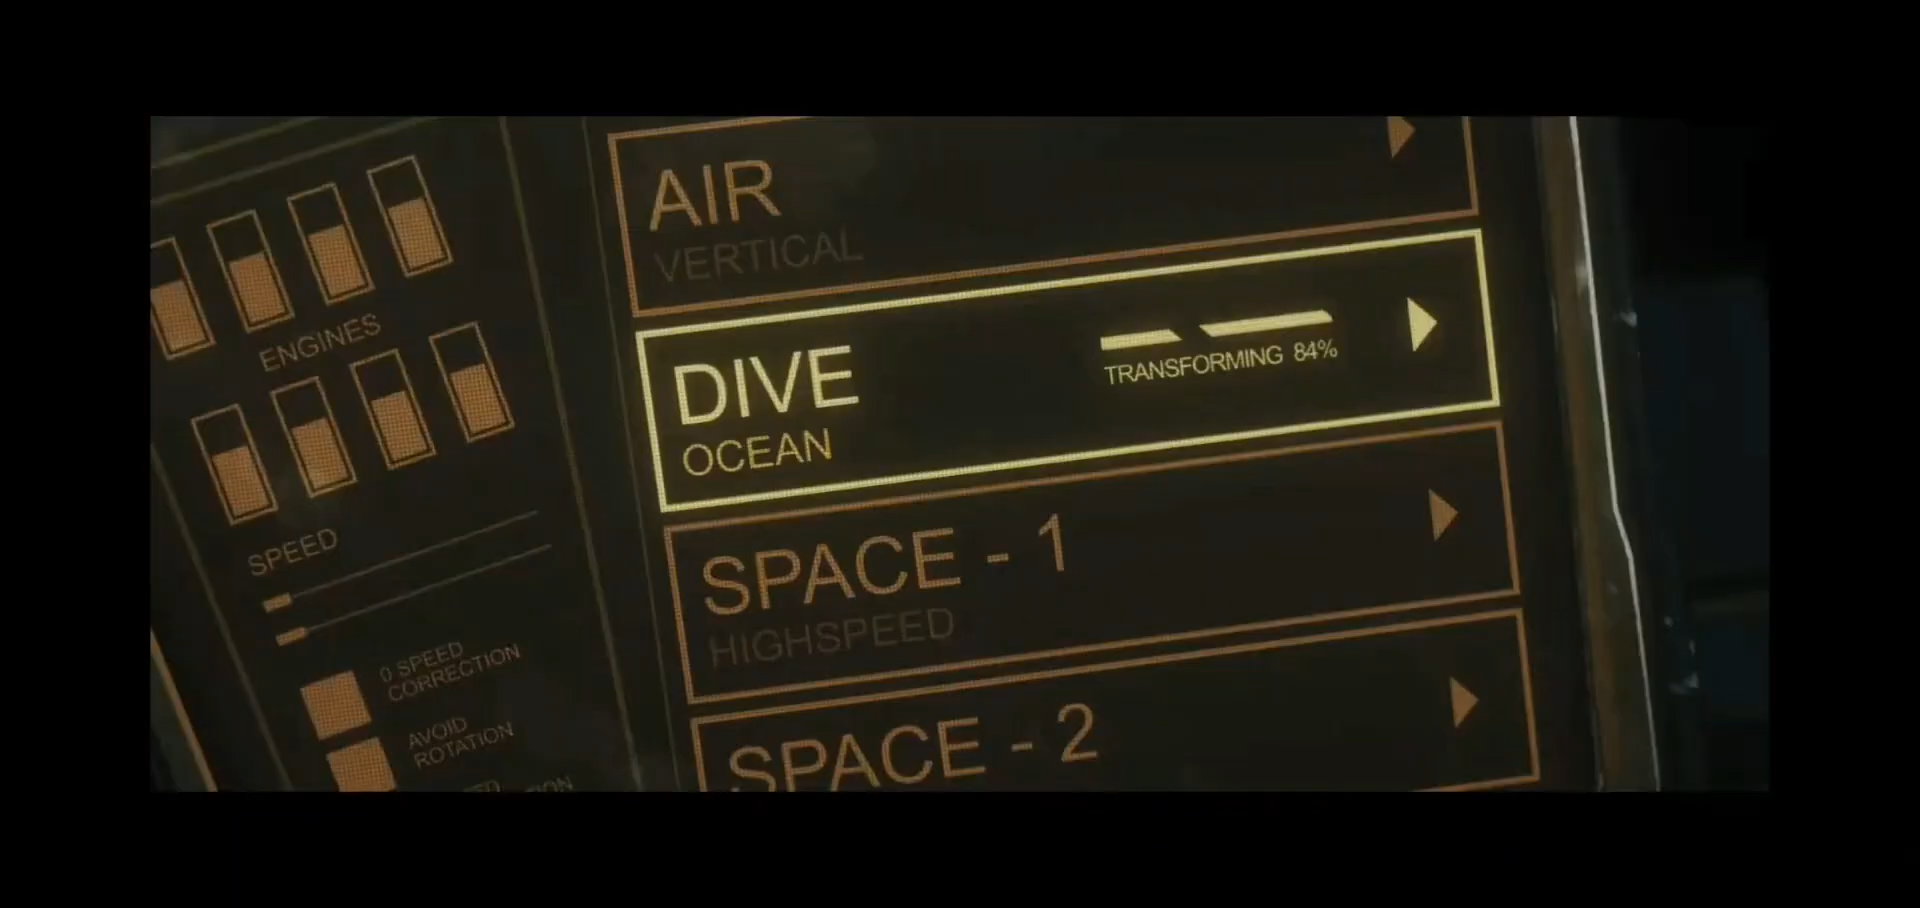 ENGINES
SPEED
0 SPEED
CORRECTION
AVOID
ROTATION
AIR
VERTICAL
DIVE
OCEAN
TRANSFORMING 84%
SPACE - 1
HIGHSPEED
SPACE - 2